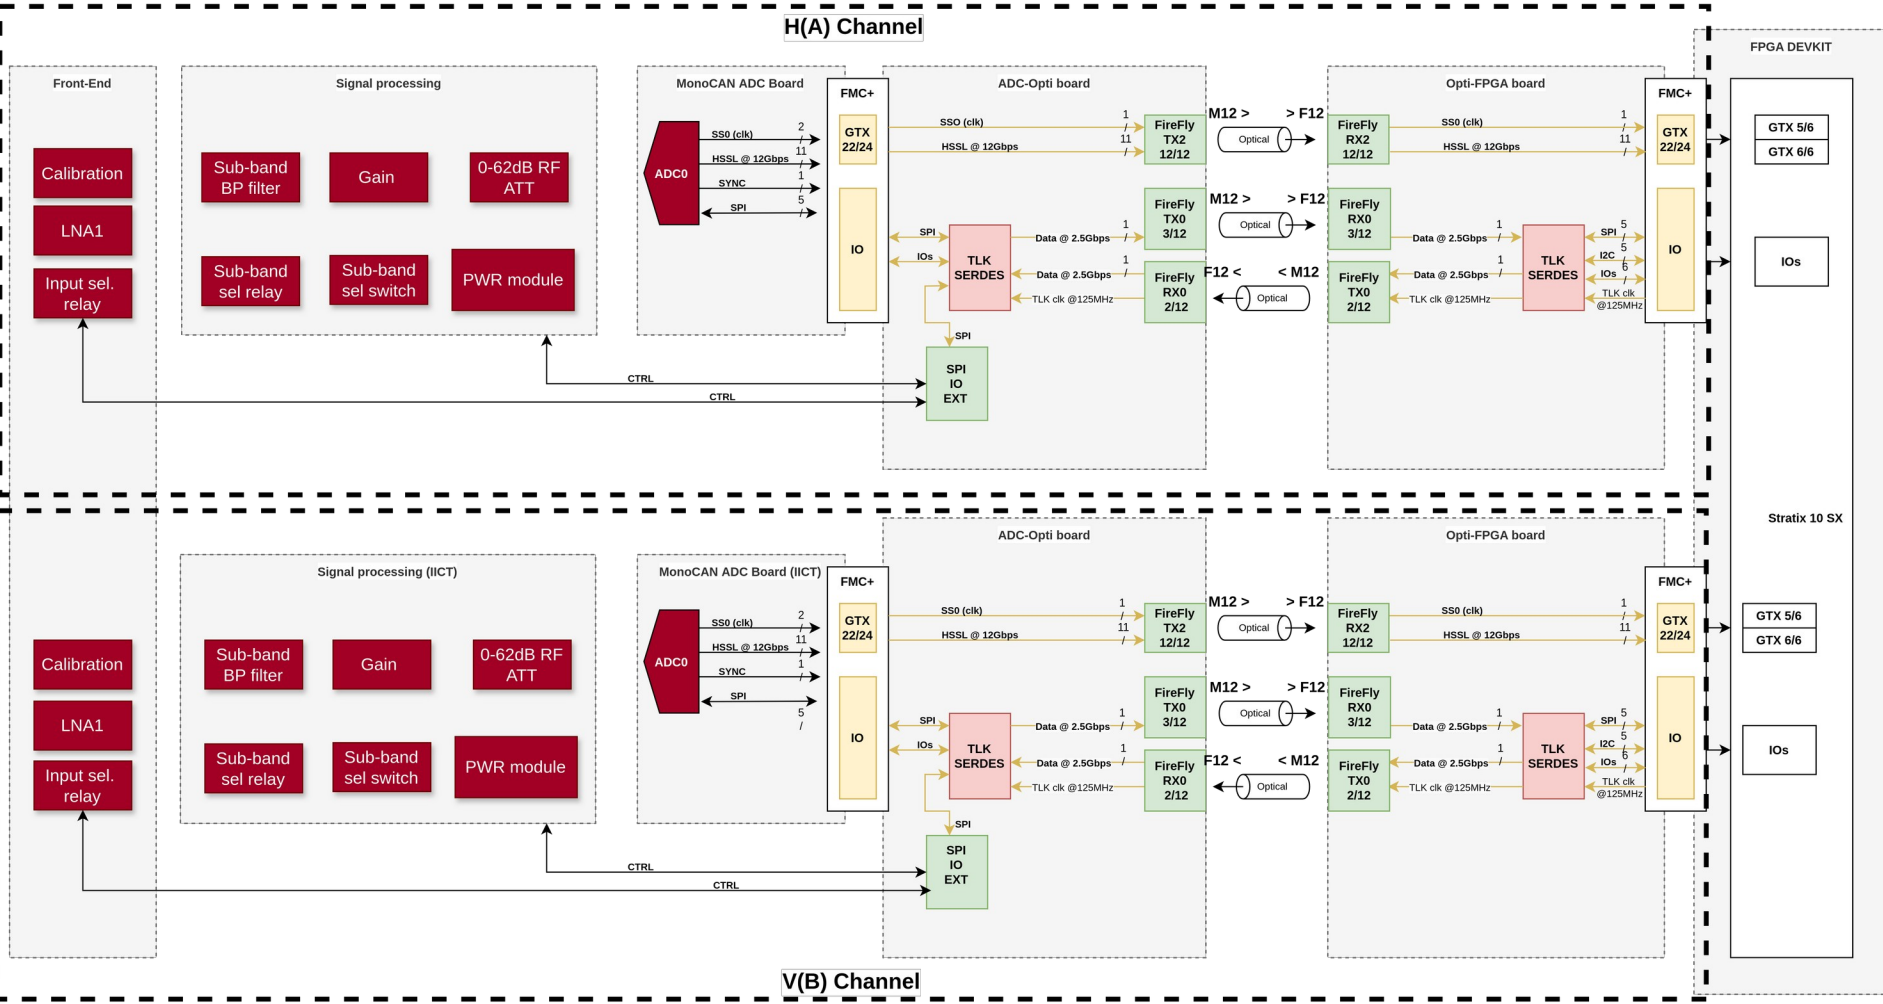 H(A) Channel
FPGA DEVKIT
Front-End
Calibration
LNA1
Input sel.
relay
Signal processing
Sub-band
BP filter
Gain
0-62dB RF
ATT
Sub-band
sel relay
Sub-band
sel switch
PWR module
MonoCAN ADC Board
ADC0
SS0 (clk)
2
/
HSSL @ 12Gbps
11
/
SYNC
1
/
SPI
5
/
FMC+
GTX
22/24
IO
ADC-Opti board
SSO (clk)
1
/
HSSL @ 12Gbps
11
/
FireFly
TX2
12/12
SPI
IOs
TLK
SERDES
Data @ 2.5Gbps
1
/
Data @ 2.5Gbps
1
/
TLK clk @125MHz
FireFly
TX0
3/12
FireFly
RX0
2/12
SPI
SPI
IO
EXT
CTRL
CTRL
M12 >
> F12
Optical
M12 >
> F12
Optical
F12 <
< M12
Optical
Opti-FPGA board
FireFly
RX2
12/12
SS0 (clk)
1
/
HSSL @ 12Gbps
11
/
FireFly
RX0
3/12
FireFly
TX0
2/12
Data @ 2.5Gbps
1
/
Data @ 2.5Gbps
1
/
TLK clk @125MHz
TLK
SERDES
SPI
5
/
I2C
5
/
IOs
6
/
TLK clk
@125MHz
FMC+
GTX
22/24
IO
GTX 5/6
GTX 6/6
IOs
Stratix 10 SX
Calibration
LNA1
Input sel.
relay
Signal processing (IICT)
Sub-band
BP filter
Gain
0-62dB RF
ATT
Sub-band
sel relay
Sub-band
sel switch
PWR module
MonoCAN ADC Board (IICT)
ADC0
SS0 (clk)
2
/
HSSL @ 12Gbps
11
/
SYNC
1
/
SPI
5
/
FMC+
GTX
22/24
IO
ADC-Opti board
SS0 (clk)
1
/
HSSL @ 12Gbps
11
/
FireFly
TX2
12/12
SPI
IOs
TLK
SERDES
Data @ 2.5Gbps
1
/
Data @ 2.5Gbps
1
/
TLK clk @125MHz
FireFly
TX0
3/12
FireFly
RX0
2/12
SPI
SPI
IO
EXT
CTRL
CTRL
M12 >
> F12
Optical
M12 >
> F12
Optical
F12 <
< M12
Optical
Opti-FPGA board
FireFly
RX2
12/12
SS0 (clk)
1
/
HSSL @ 12Gbps
11
/
FireFly
RX0
3/12
FireFly
TX0
2/12
Data @ 2.5Gbps
1
/
Data @ 2.5Gbps
1
/
TLK clk @125MHz
TLK
SERDES
SPI
5
/
I2C
5
/
IOs
6
/
TLK clk
@125MHz
FMC+
GTX
22/24
IO
GTX 5/6
GTX 6/6
IOs
V(B) Channel